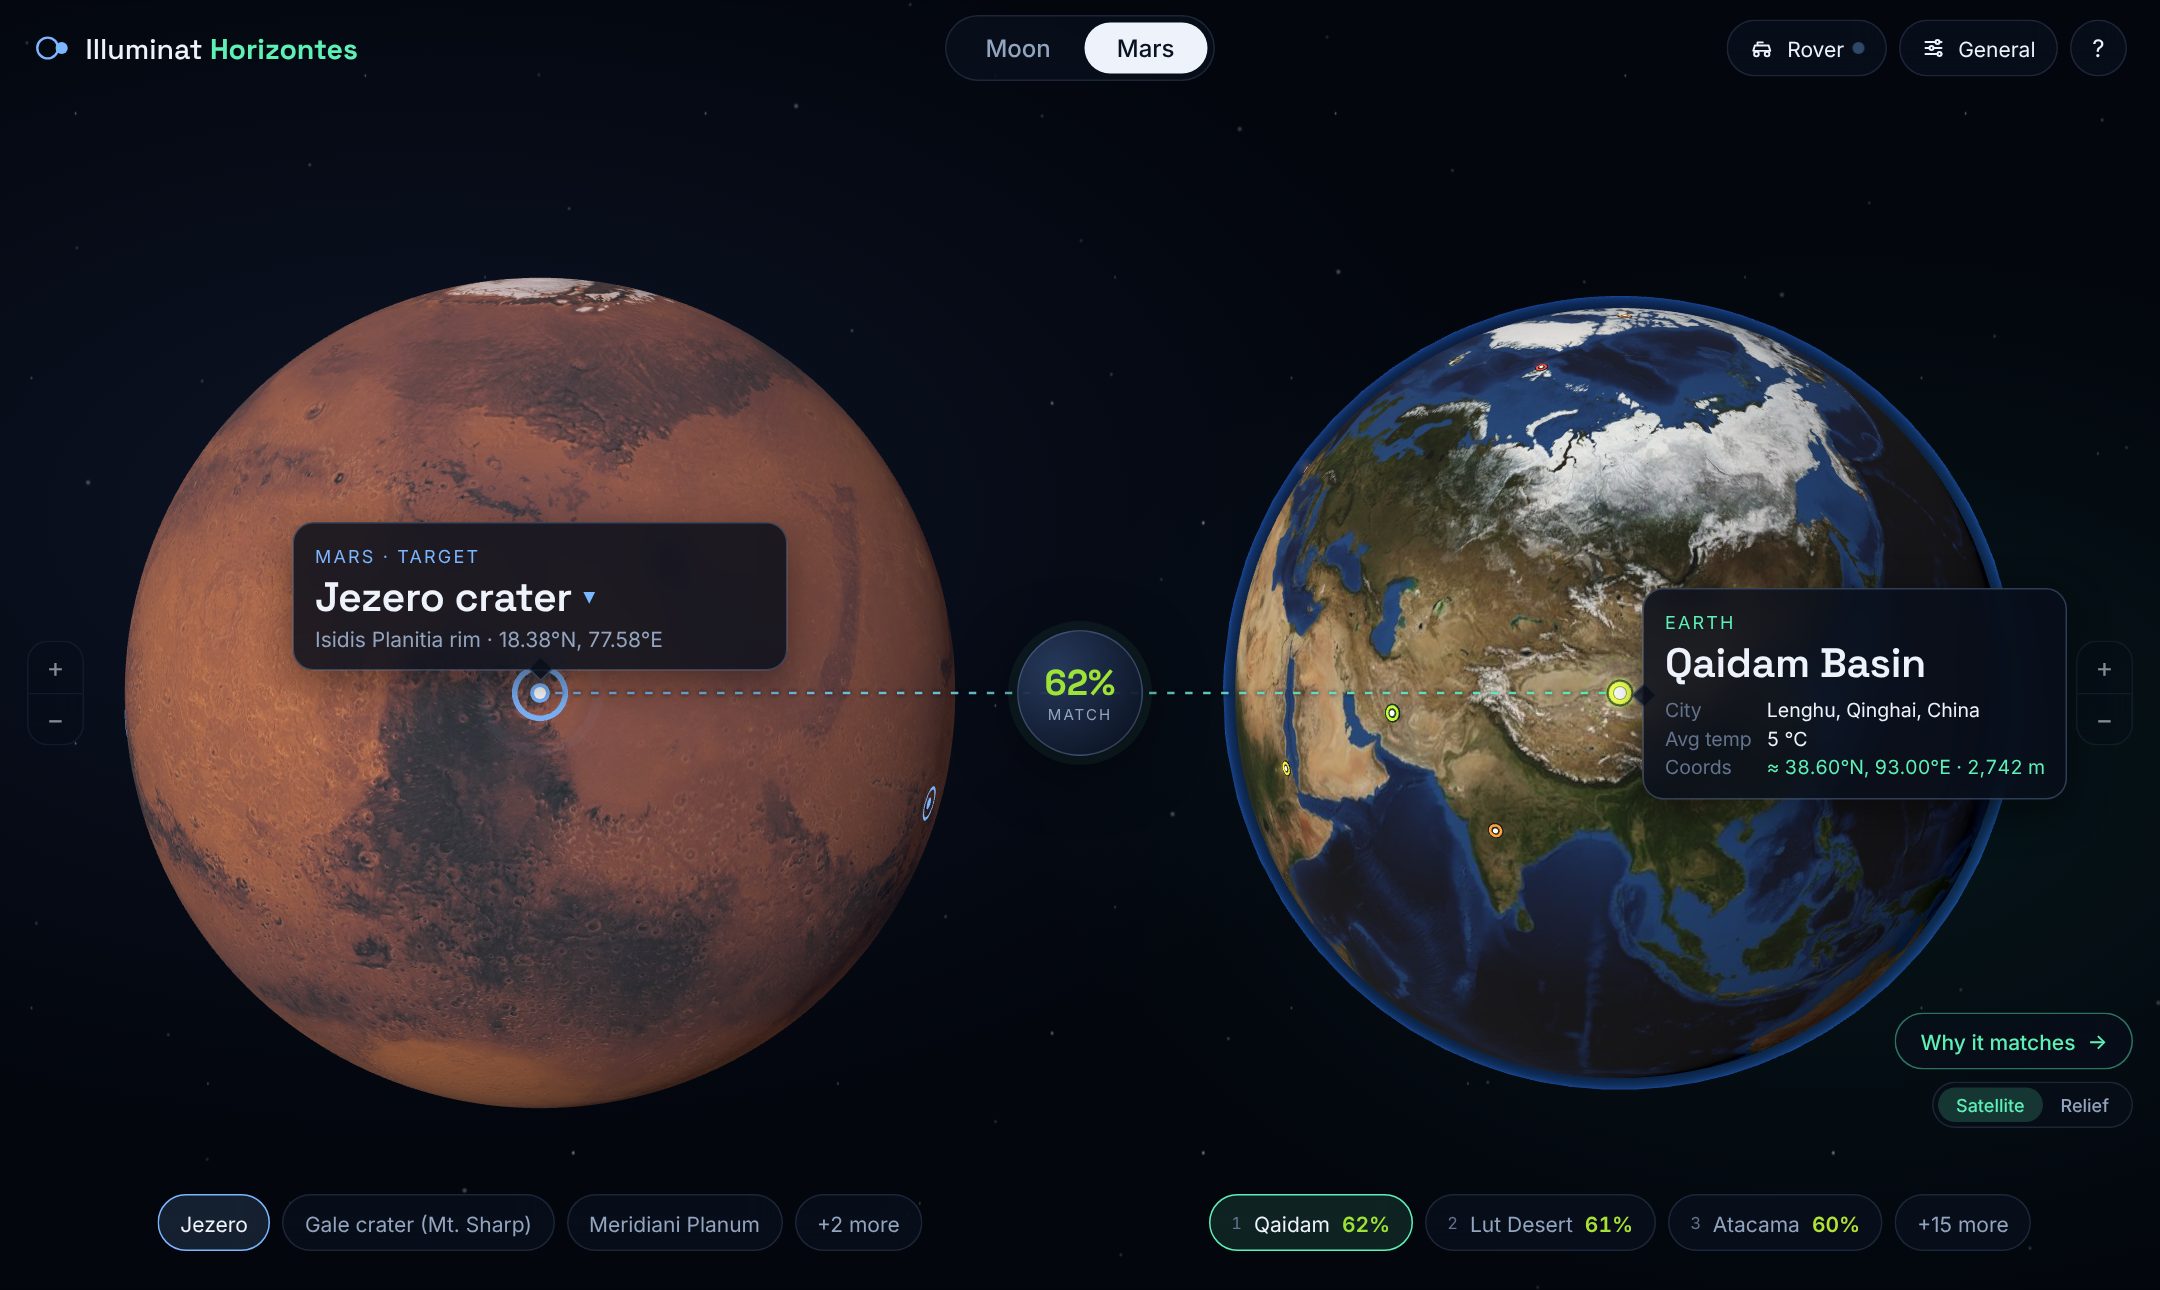 Illuminat Horizontes
Moon
Mars
Rover
General
?
MARS · TARGET
Jezero crater ▼
Isidis Planitia rim · 18.38°N, 77.58°E
+
−
62%
MATCH
EARTH
Qaidam Basin
City Lenghu, Qinghai, China
Avg temp 5 °C
Coords ≈ 38.60°N, 93.00°E · 2,742 m
+
−
Why it matches →
Satellite
Relief
Jezero
Gale crater (Mt. Sharp)
Meridiani Planum
+2 more
1 Qaidam 62%
2 Lut Desert 61%
3 Atacama 60%
+15 more